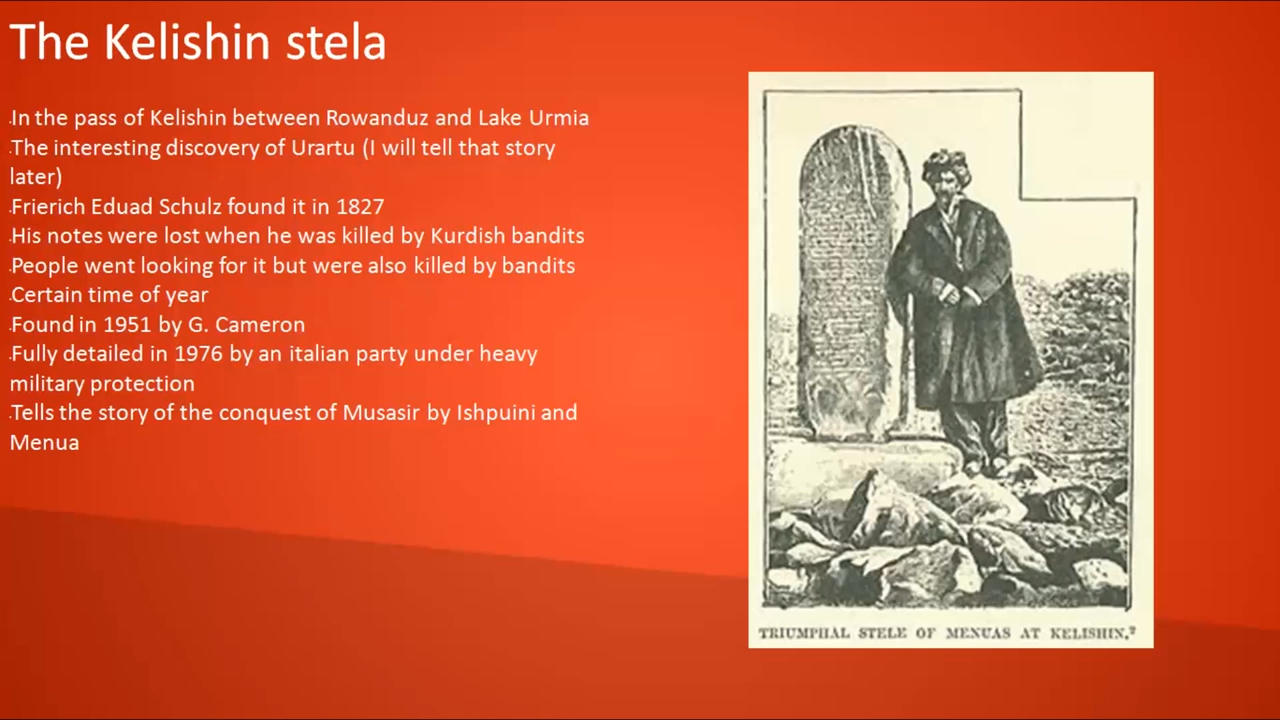 The Kelishin stela
·In the pass of Kelishin between Rowanduz and Lake Urmia
·The interesting discovery of Urartu (I will tell that story
later)
·Frierich Eduad Schulz found it in 1827
·His notes were lost when he was killed by Kurdish bandits
·People went looking for it but were also killed by bandits
·Certain time of year
·Found in 1951 by G. Cameron
·Fully detailed in 1976 by an italian party under heavy
military protection
·Tells the story of the conquest of Musasir by Ishpuini and
Menua
TRIUMPHAL STELE OF MENUAS AT KELISHIN.²